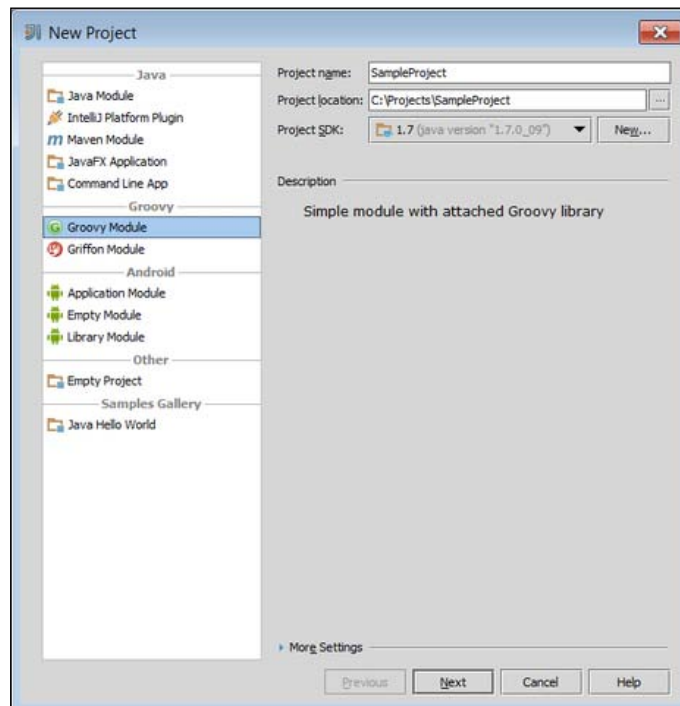 New Project
Java
Java Module
IntelliJ Platform Plugin
Maven Module
JavaFX Application
Command Line App
Groovy
Groovy Module
Griffon Module
Android
Application Module
Empty Module
Library Module
Other
Empty Project
Samples Gallery
Java Hello World
Project name: SampleProject
Project location: C:\Projects\SampleProject ...
Project SDK: 1.7 (java version "1.7.0_09") New...
Description
Simple module with attached Groovy library
More Settings
Previous Next Cancel Help